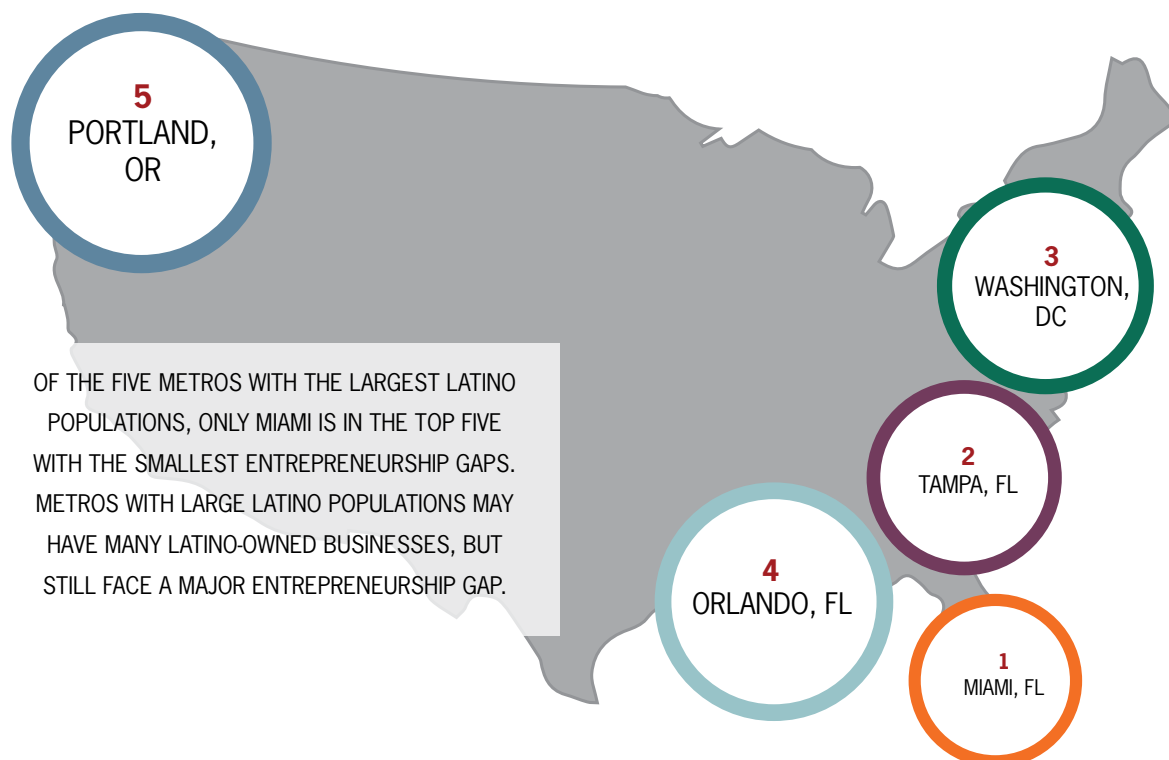 5
PORTLAND,
OR
3
WASHINGTON,
DC
OF THE FIVE METROS WITH THE LARGEST LATINO
POPULATIONS, ONLY MIAMI IS IN THE TOP FIVE
WITH THE SMALLEST ENTREPRENEURSHIP GAPS.
METROS WITH LARGE LATINO POPULATIONS MAY
HAVE MANY LATINO-OWNED BUSINESSES, BUT
STILL FACE A MAJOR ENTREPRENEURSHIP GAP.
2
TAMPA, FL
4
ORLANDO, FL
1
MIAMI, FL